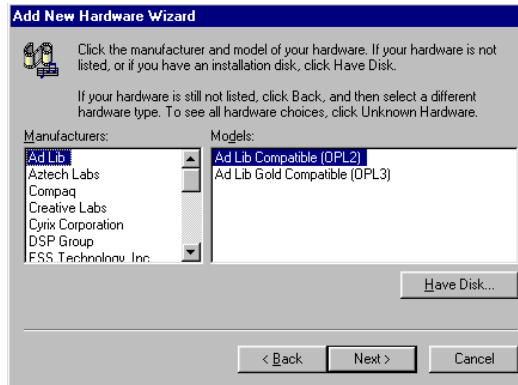 Add New Hardware Wizard
Click the manufacturer and model of your hardware. If your hardware is not
listed, or if you have an installation disk, click Have Disk.
If your hardware is still not listed, click Back, and then select a different
hardware type. To see all hardware choices, click Unknown Hardware.
Manufacturers:
Models:
Ad Lib
Aztech Labs
Compaq
Creative Labs
Cyrix Corporation
DSP Group
ESS Technology, Inc.
Ad Lib Compatible (OPL2)
Ad Lib Gold Compatible (OPL3)
Have Disk...
< Back
Next >
Cancel